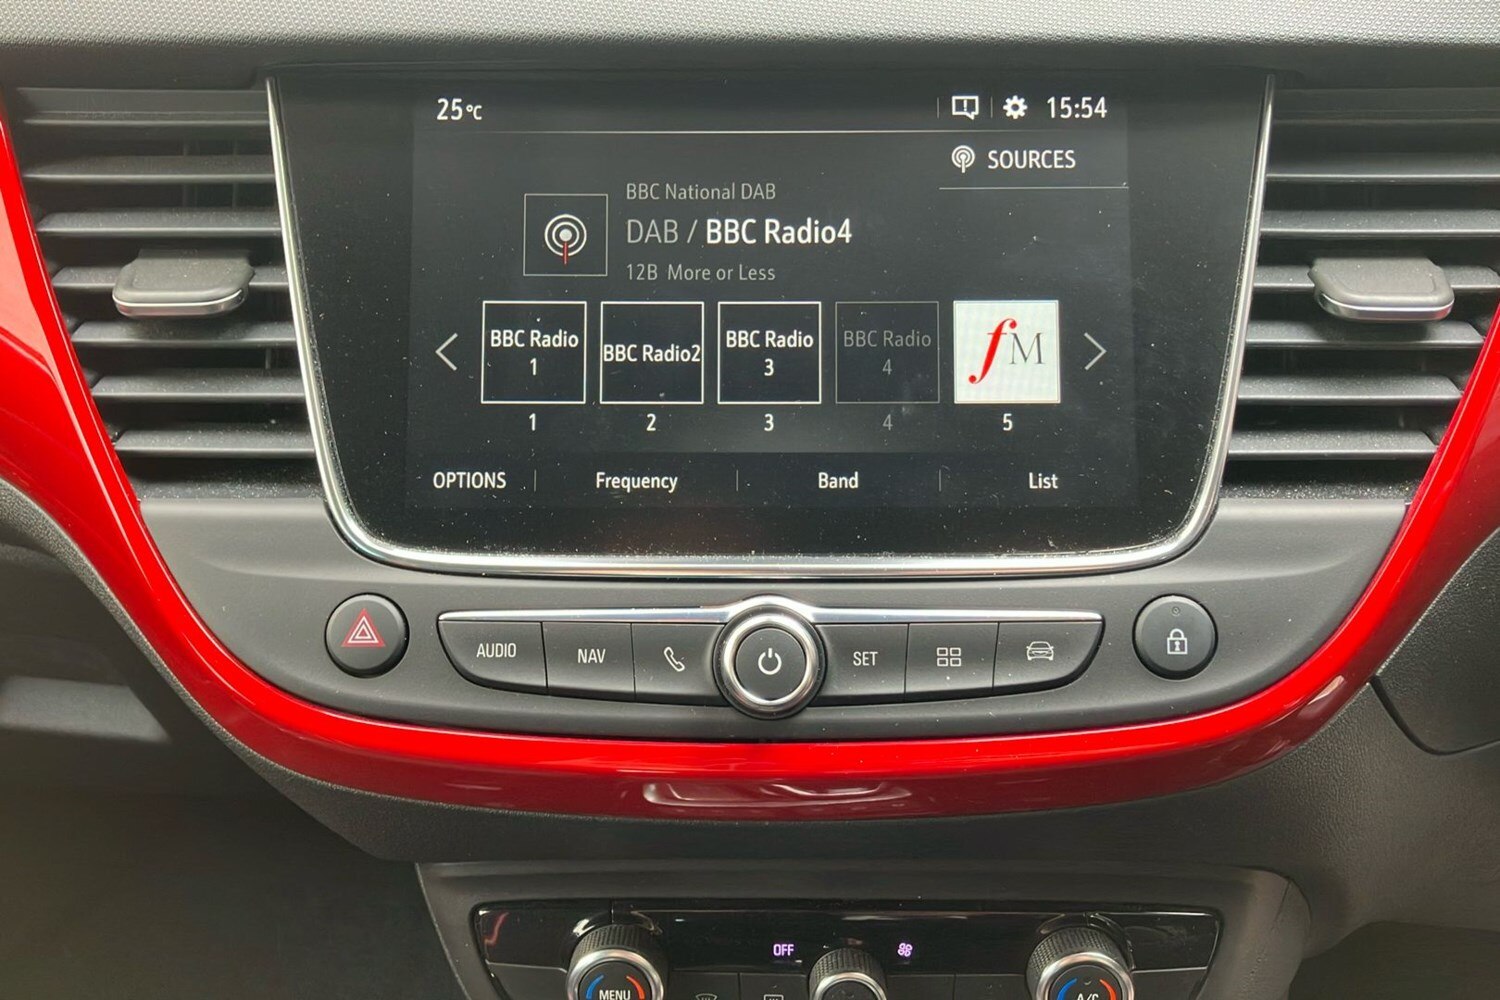 25°C
15:54
SOURCES
BBC National DAB
DAB / BBC Radio4
12B More or Less
BBC Radio
1
BBC Radio2
BBC Radio
3
BBC Radio
4
fM
1
2
3
4
5
OPTIONS
Frequency
Band
List
AUDIO
NAV
SET
OFF
MENU
A/C